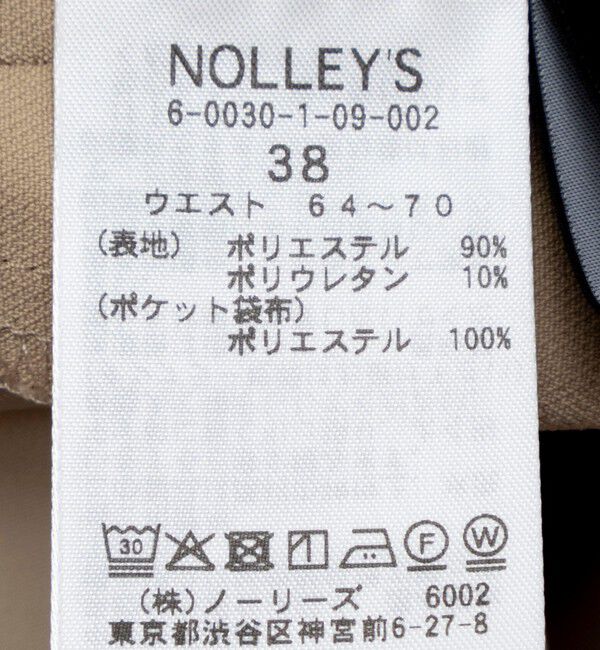 NOLLEY'S
6-0030-1-09-002
38
ウエスト 64～70
(表地) ポリエステル 90%
ポリウレタン 10%
(ポケット袋布)
ポリエステル 100%
30 F W
(株)ノーリーズ 6002
東京都渋谷区神宮前6-27-8